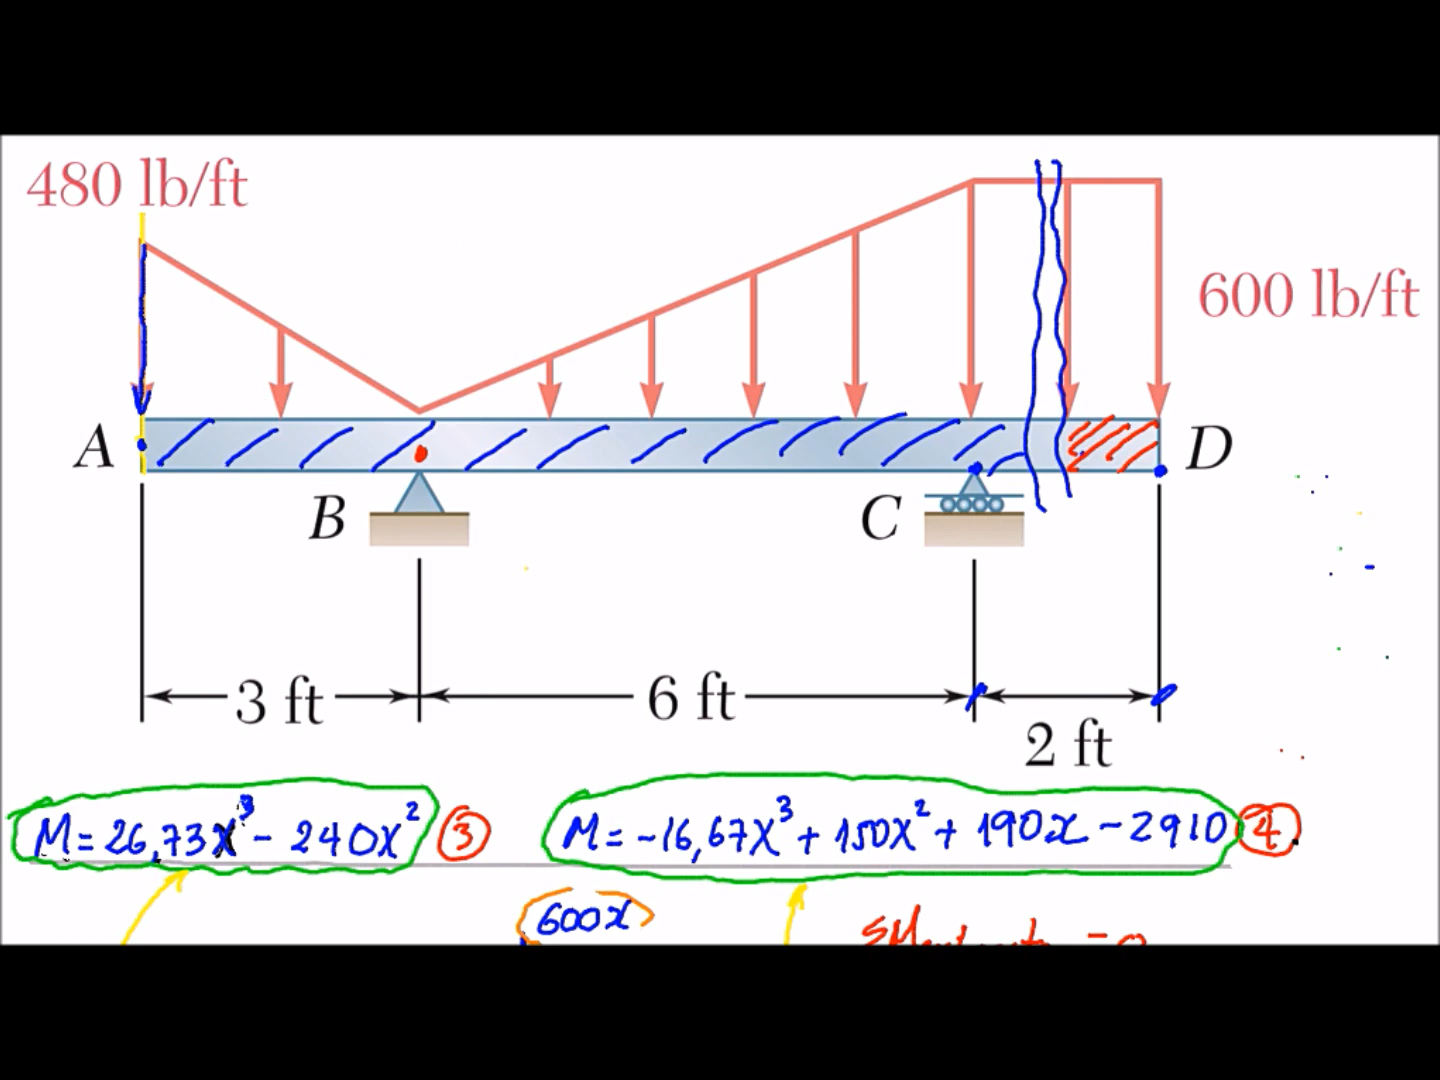 480 lb/ft
600 lb/ft
A
D
B
C
3 ft
6 ft
2 ft
M = 26,73x³ - 240x² ③
M = -16,67x³ + 150x² + 190x - 2910 ④
600x
= 0